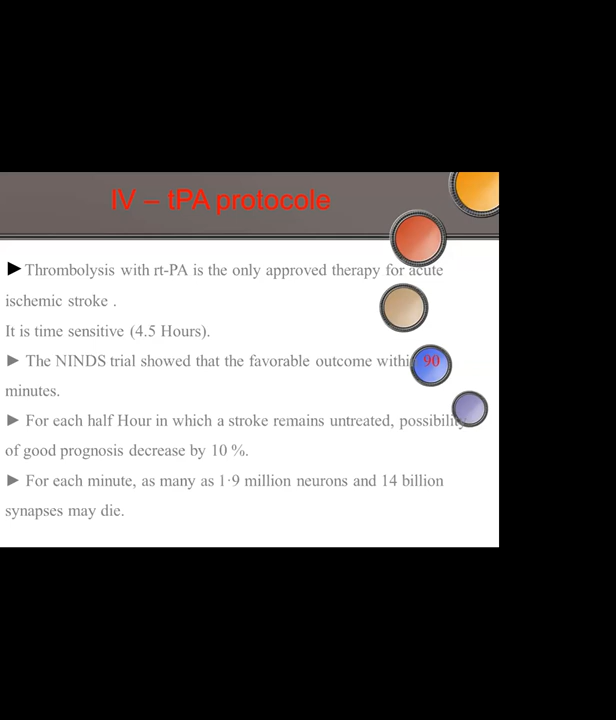 IV – tPA protocole
► Thrombolysis with rt-PA is the only approved therapy for acute
ischemic stroke .
It is time sensitive (4.5 Hours).
► The NINDS trial showed that the favorable outcome within 90
minutes.
► For each half Hour in which a stroke remains untreated, possibility
of good prognosis decrease by 10 %.
► For each minute, as many as 1·9 million neurons and 14 billion
synapses may die.